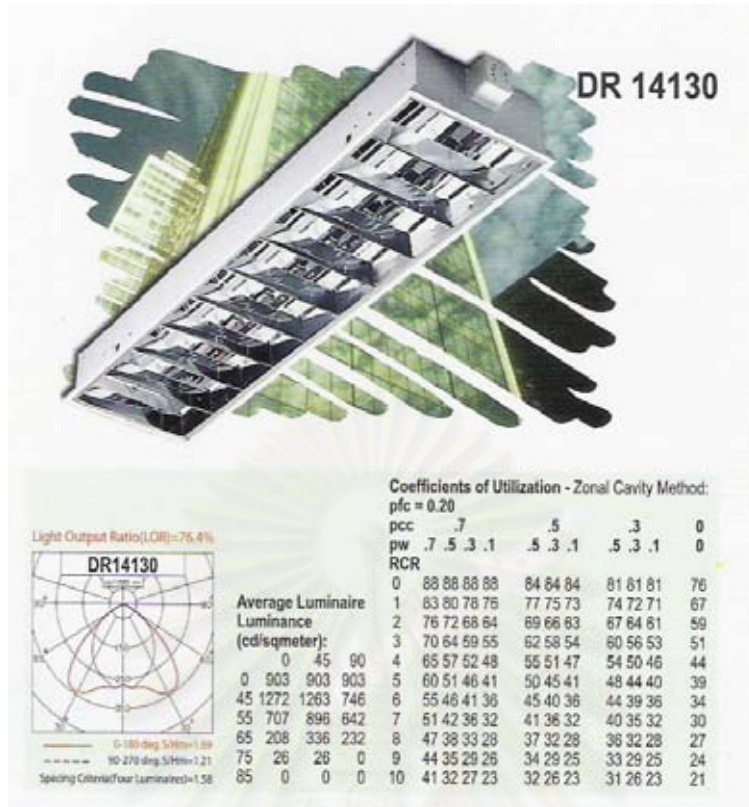 DR 14130
Light Output Ratio(LOR)=76.4%
DR14130
0-180 deg. S/Hm=1.69
90-270 deg. S/Hm=1.21
Spacing Criteria(Four Luminaires)=1.58
Average Luminaire
Luminance
(cd/sqmeter):
0 45 90
0 903 903 903
45 1272 1263 746
55 707 896 642
65 208 336 232
75 26 26 0
85 0 0 0
Coefficients of Utilization - Zonal Cavity Method:
pfc = 0.20
pcc .7 .5 .3 0
pw .7 .5 .3 .1 .5 .3 .1 .5 .3 .1 0
RCR
0 88 88 88 88 84 84 84 81 81 81 76
1 83 80 78 76 77 75 73 74 72 71 67
2 76 72 68 64 69 66 63 67 64 61 59
3 70 64 59 55 62 58 54 60 56 53 51
4 65 57 52 48 55 51 47 54 50 46 44
5 60 51 46 41 50 45 41 48 44 40 39
6 55 46 41 36 45 40 36 44 39 36 34
7 51 42 36 32 41 36 32 40 35 32 30
8 47 38 33 28 37 32 28 36 32 28 27
9 44 35 29 26 34 29 25 33 29 25 24
10 41 32 27 23 32 26 23 31 26 23 21